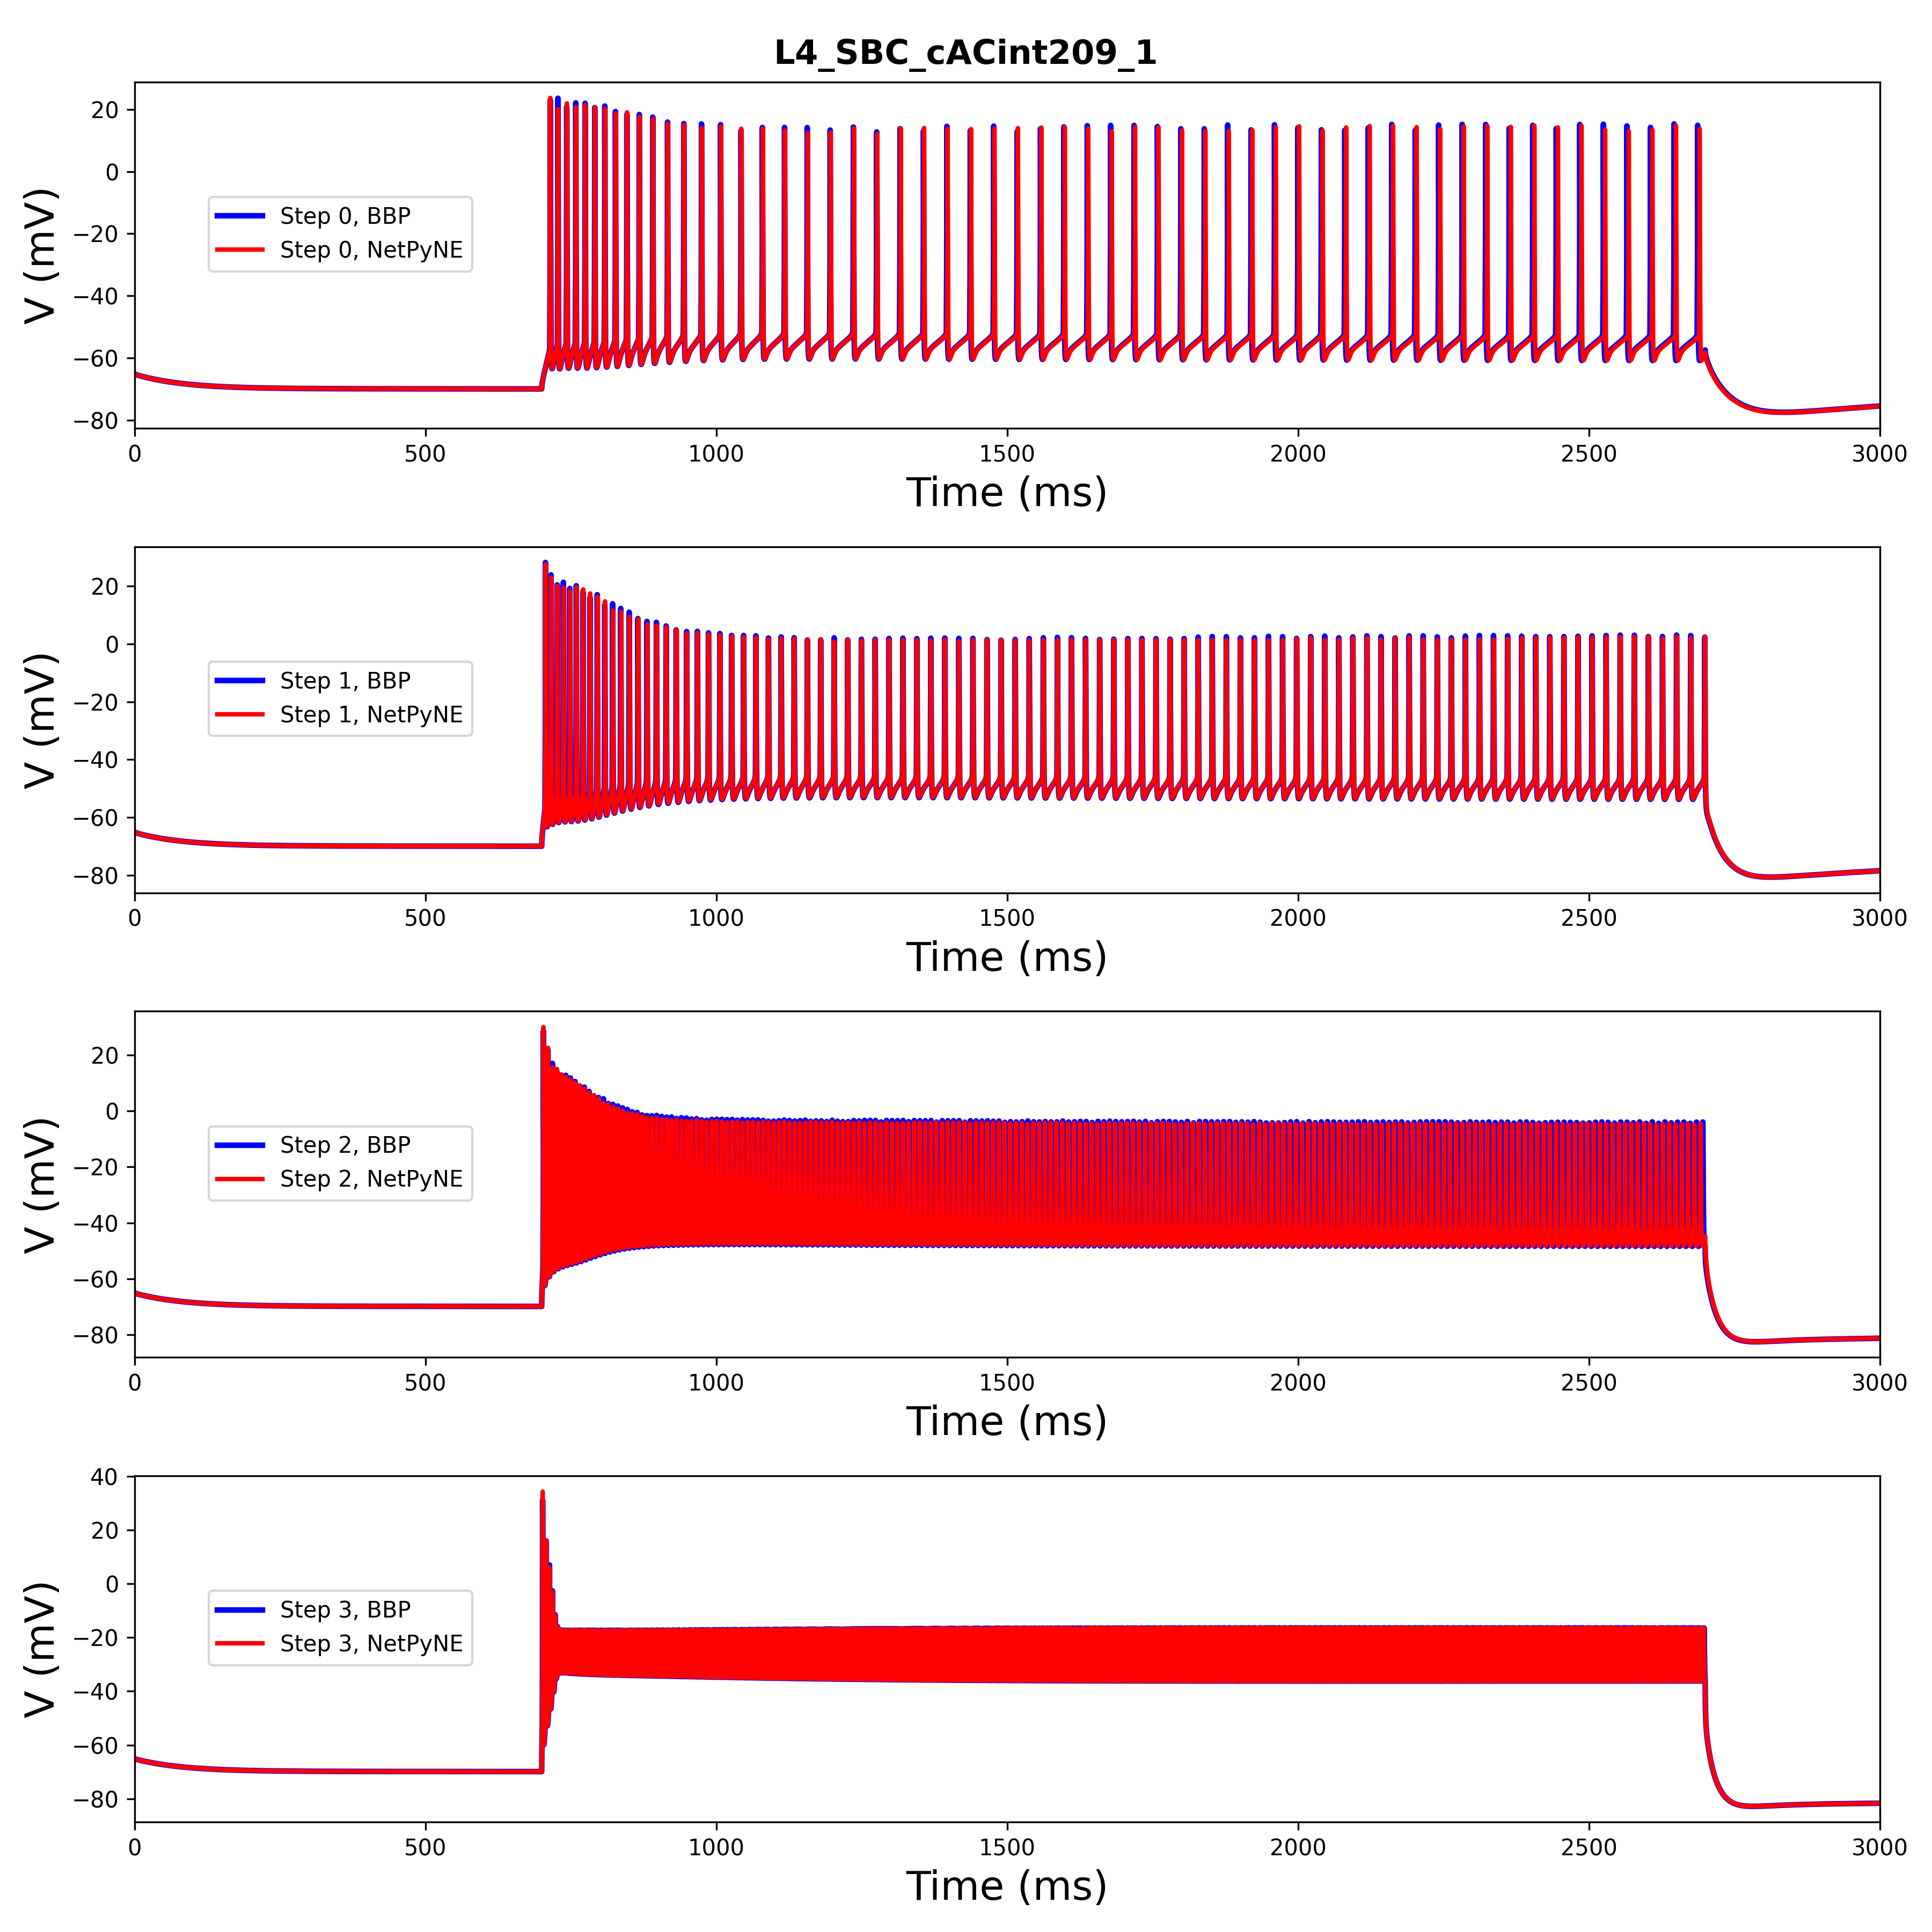 L4_SBC_cACint209_1
20
0
−20
−40
−60
−80
V (mV)
Step 0, BBP
Step 0, NetPyNE
0 500 1000 1500 2000 2500 3000
Time (ms)
20
0
−20
−40
−60
−80
V (mV)
Step 1, BBP
Step 1, NetPyNE
0 500 1000 1500 2000 2500 3000
Time (ms)
20
0
−20
−40
−60
−80
V (mV)
Step 2, BBP
Step 2, NetPyNE
0 500 1000 1500 2000 2500 3000
Time (ms)
40
20
0
−20
−40
−60
−80
V (mV)
Step 3, BBP
Step 3, NetPyNE
0 500 1000 1500 2000 2500 3000
Time (ms)